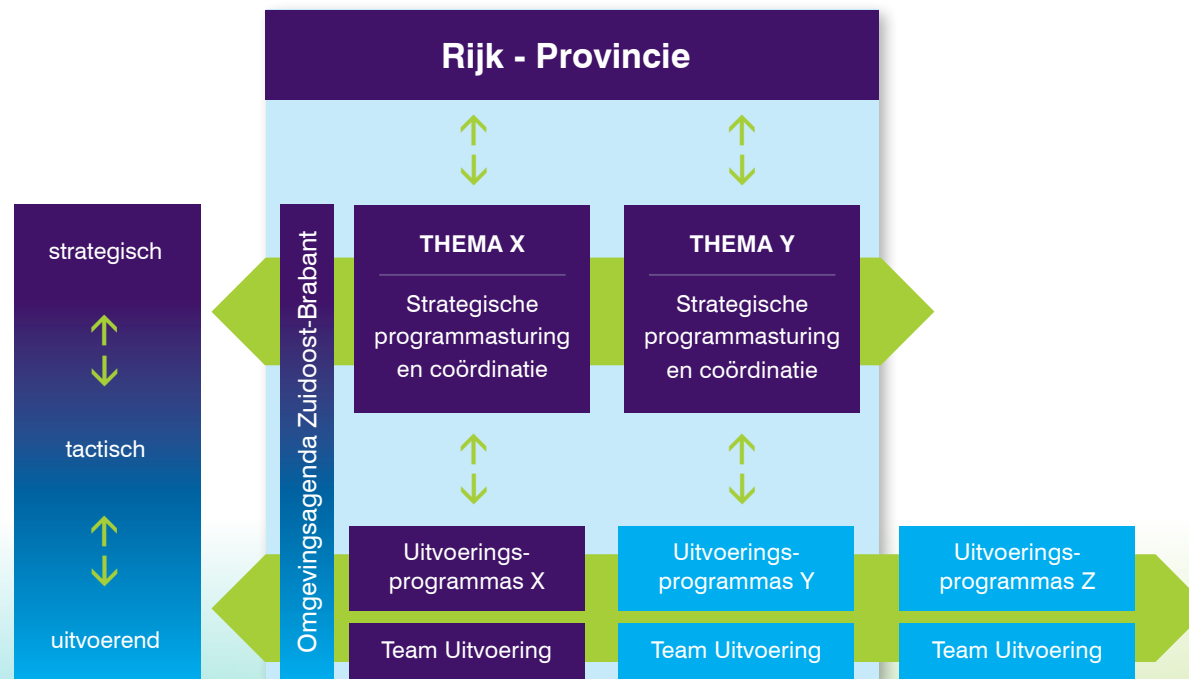 Rijk - Provincie
strategisch
tactisch
uitvoerend
Omgevingsagenda Zuidoost-Brabant
THEMA X
Strategische
programmasturing
en coördinatie
THEMA Y
Strategische
programmasturing
en coördinatie
Uitvoerings-
programmas X
Team Uitvoering
Uitvoerings-
programmas Y
Team Uitvoering
Uitvoerings-
programmas Z
Team Uitvoering